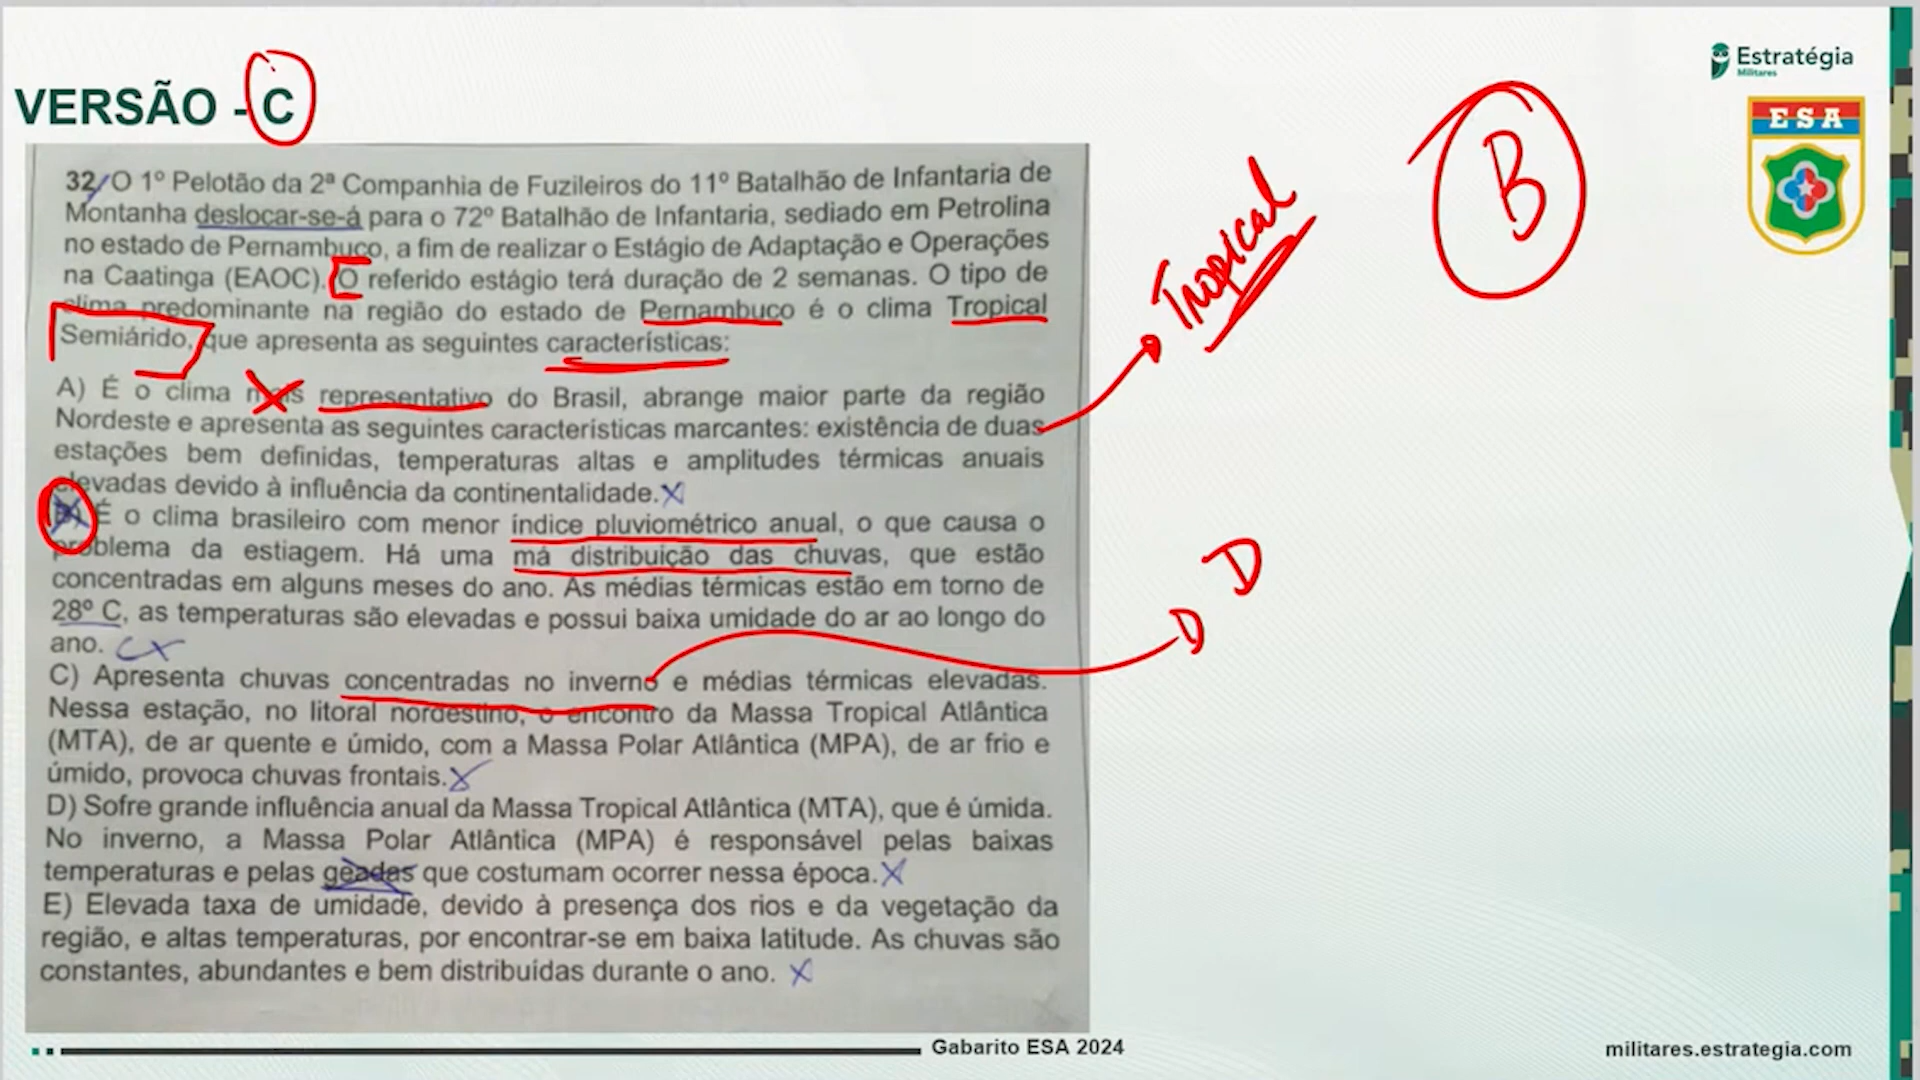 Estratégia
Militares
VERSÃO - C
ESA
B
Tropical
32/O 1º Pelotão da 2ª Companhia de Fuzileiros do 11º Batalhão de Infantaria de
Montanha deslocar-se-á para o 72º Batalhão de Infantaria, sediado em Petrolina
no estado de Pernambuco, a fim de realizar o Estágio de Adaptação e Operações
na Caatinga (EAOC). O referido estágio terá duração de 2 semanas. O tipo de
clima predominante na região do estado de Pernambuco é o clima Tropical
Semiárido, que apresenta as seguintes características:
A) É o clima mais representativo do Brasil, abrange maior parte da região
Nordeste e apresenta as seguintes características marcantes: existência de duas
estações bem definidas, temperaturas altas e amplitudes térmicas anuais
elevadas devido à influência da continentalidade. X
B) É o clima brasileiro com menor índice pluviométrico anual, o que causa o
problema da estiagem. Há uma má distribuição das chuvas, que estão
concentradas em alguns meses do ano. As médias térmicas estão em torno de
28º C, as temperaturas são elevadas e possui baixa umidade do ar ao longo do
ano.
D
C) Apresenta chuvas concentradas no inverno e médias térmicas elevadas.
Nessa estação, no litoral nordestino, o encontro da Massa Tropical Atlântica
(MTA), de ar quente e úmido, com a Massa Polar Atlântica (MPA), de ar frio e
úmido, provoca chuvas frontais. X
D) Sofre grande influência anual da Massa Tropical Atlântica (MTA), que é úmida.
No inverno, a Massa Polar Atlântica (MPA) é responsável pelas baixas
temperaturas e pelas geadas que costumam ocorrer nessa época. X
E) Elevada taxa de umidade, devido à presença dos rios e da vegetação da
região, e altas temperaturas, por encontrar-se em baixa latitude. As chuvas são
constantes, abundantes e bem distribuídas durante o ano. X
Gabarito ESA 2024
militares.estrategia.com